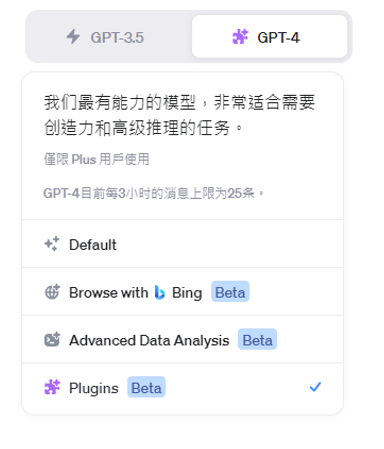 GPT-3.5
GPT-4
我们最有能力的模型，非常适合需要
创造力和高级推理的任务。
僅限 Plus 用戶使用
GPT-4目前每3小时的消息上限为25条。
Default
Browse with Bing Beta
Advanced Data Analysis Beta
Plugins Beta